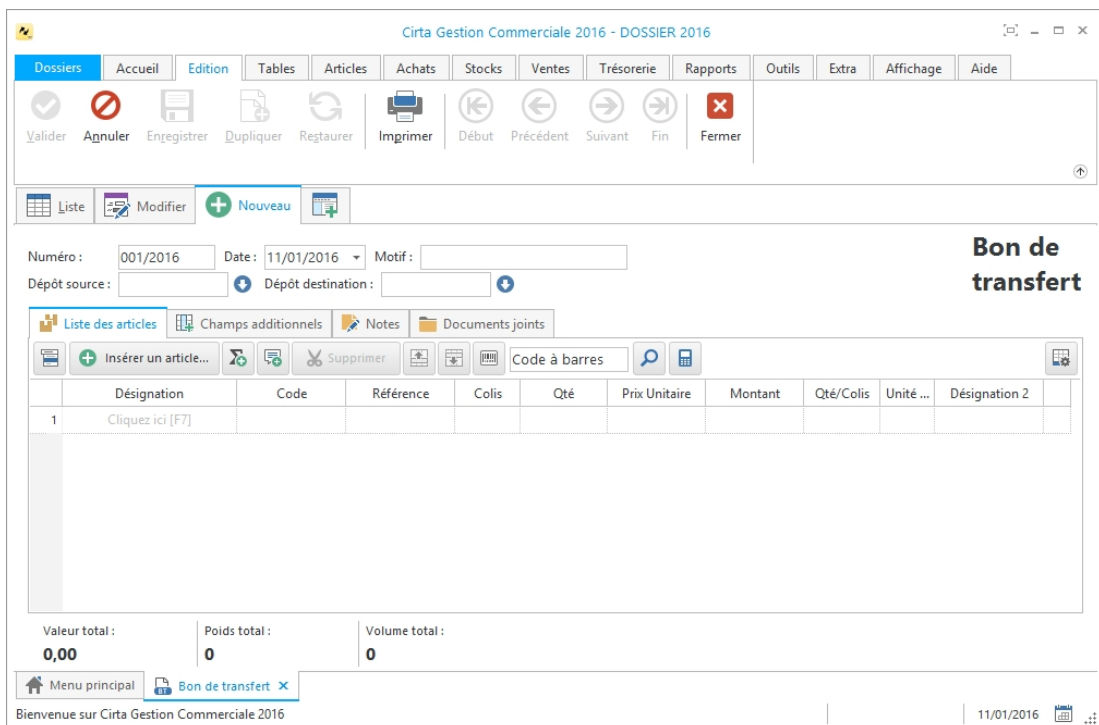 Cirta Gestion Commerciale 2016 - DOSSIER 2016
Dossiers Accueil Edition Tables Articles Achats Stocks Ventes Trésorerie Rapports Outils Extra Affichage Aide
Valider Annuler Enregistrer Dupliquer Restaurer Imprimer Début Précédent Suivant Fin Fermer
Liste Modifier Nouveau
Numéro : 001/2016 Date : 11/01/2016 Motif :
Bon de
transfert
Dépôt source : Dépôt destination :
Liste des articles Champs additionnels Notes Documents joints
Insérer un article... Supprimer Code à barres
Désignation Code Référence Colis Qté Prix Unitaire Montant Qté/Colis Unité ... Désignation 2
1 Cliquez ici [F7]
Valeur total : Poids total : Volume total :
0,00 0 0
Menu principal BT Bon de transfert
Bienvenue sur Cirta Gestion Commerciale 2016 11/01/2016